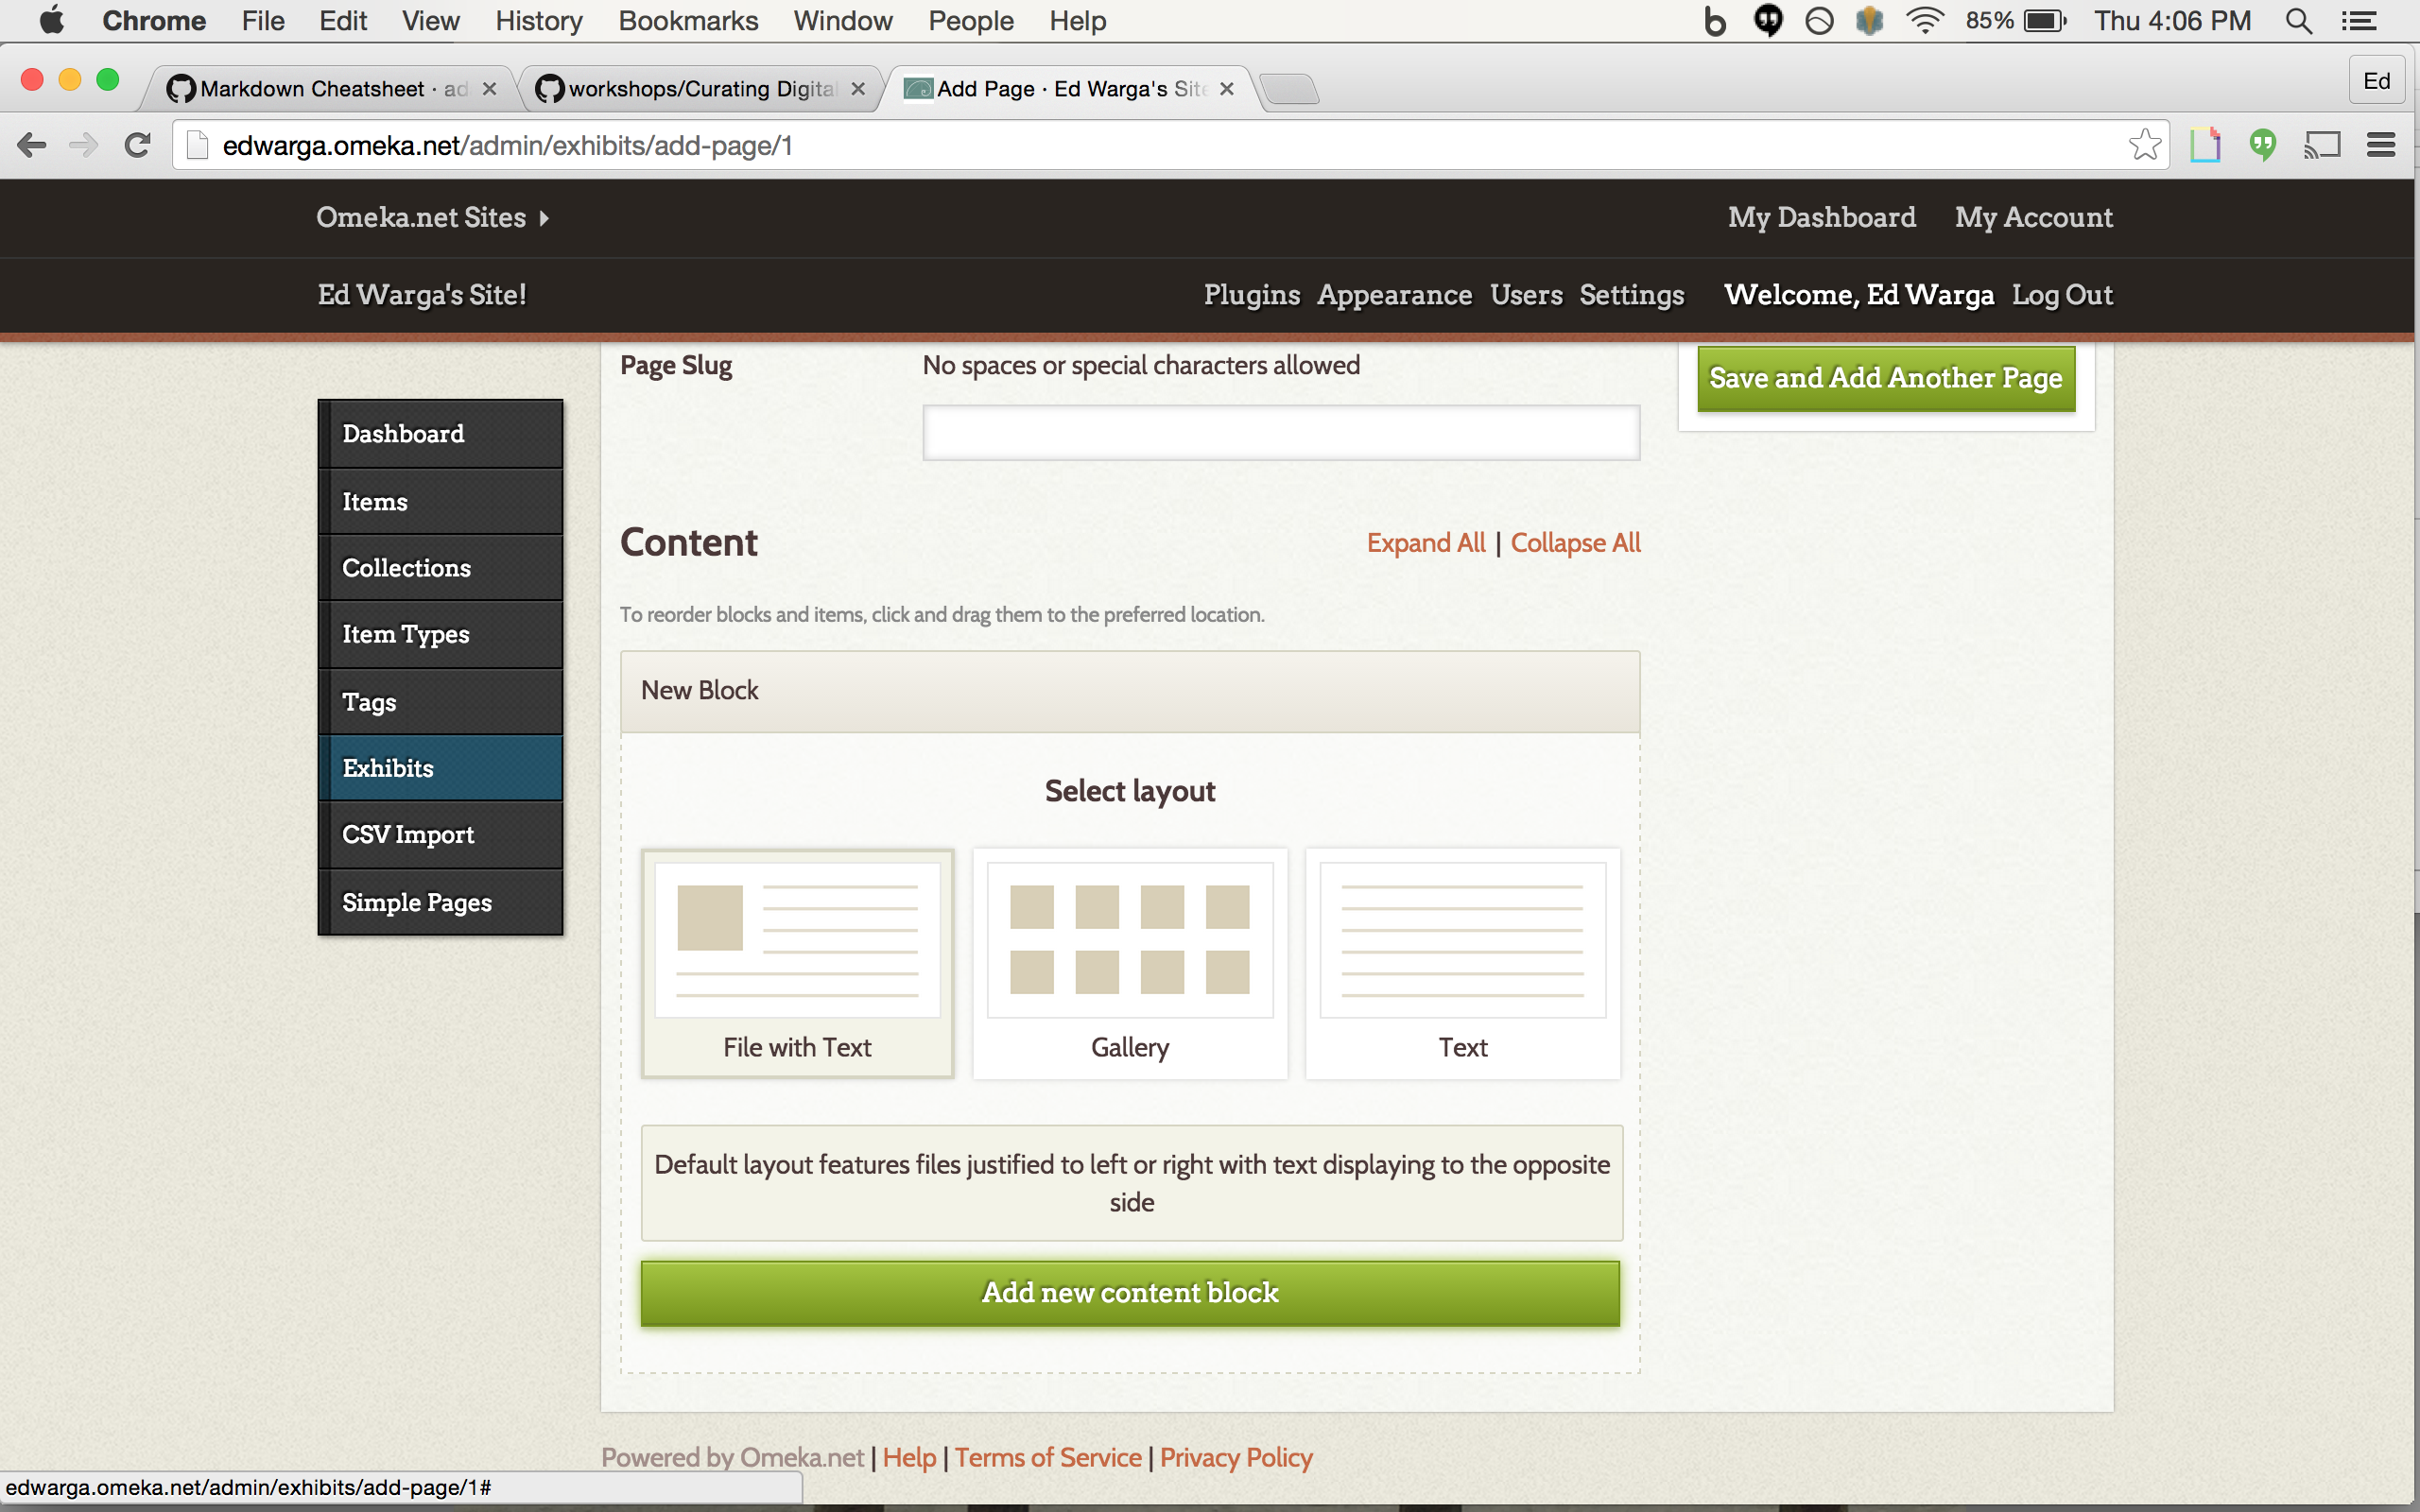 Chrome File Edit View History Bookmarks Window People Help 85% Thu 4:06 PM
Markdown Cheatsheet · ad workshops/Curating Digital Add Page · Ed Warga's Site Ed
edwarga.omeka.net/admin/exhibits/add-page/1
Omeka.net Sites My Dashboard My Account
Ed Warga's Site! Plugins Appearance Users Settings Welcome, Ed Warga Log Out
Page Slug No spaces or special characters allowed
Save and Add Another Page
Dashboard
Items
Collections
Item Types
Tags
Exhibits
CSV Import
Simple Pages
Content Expand All | Collapse All
To reorder blocks and items, click and drag them to the preferred location.
New Block
Select layout
File with Text Gallery Text
Default layout features files justified to left or right with text displaying to the opposite
side
Add new content block
Powered by Omeka.net | Help | Terms of Service | Privacy Policy
edwarga.omeka.net/admin/exhibits/add-page/1#